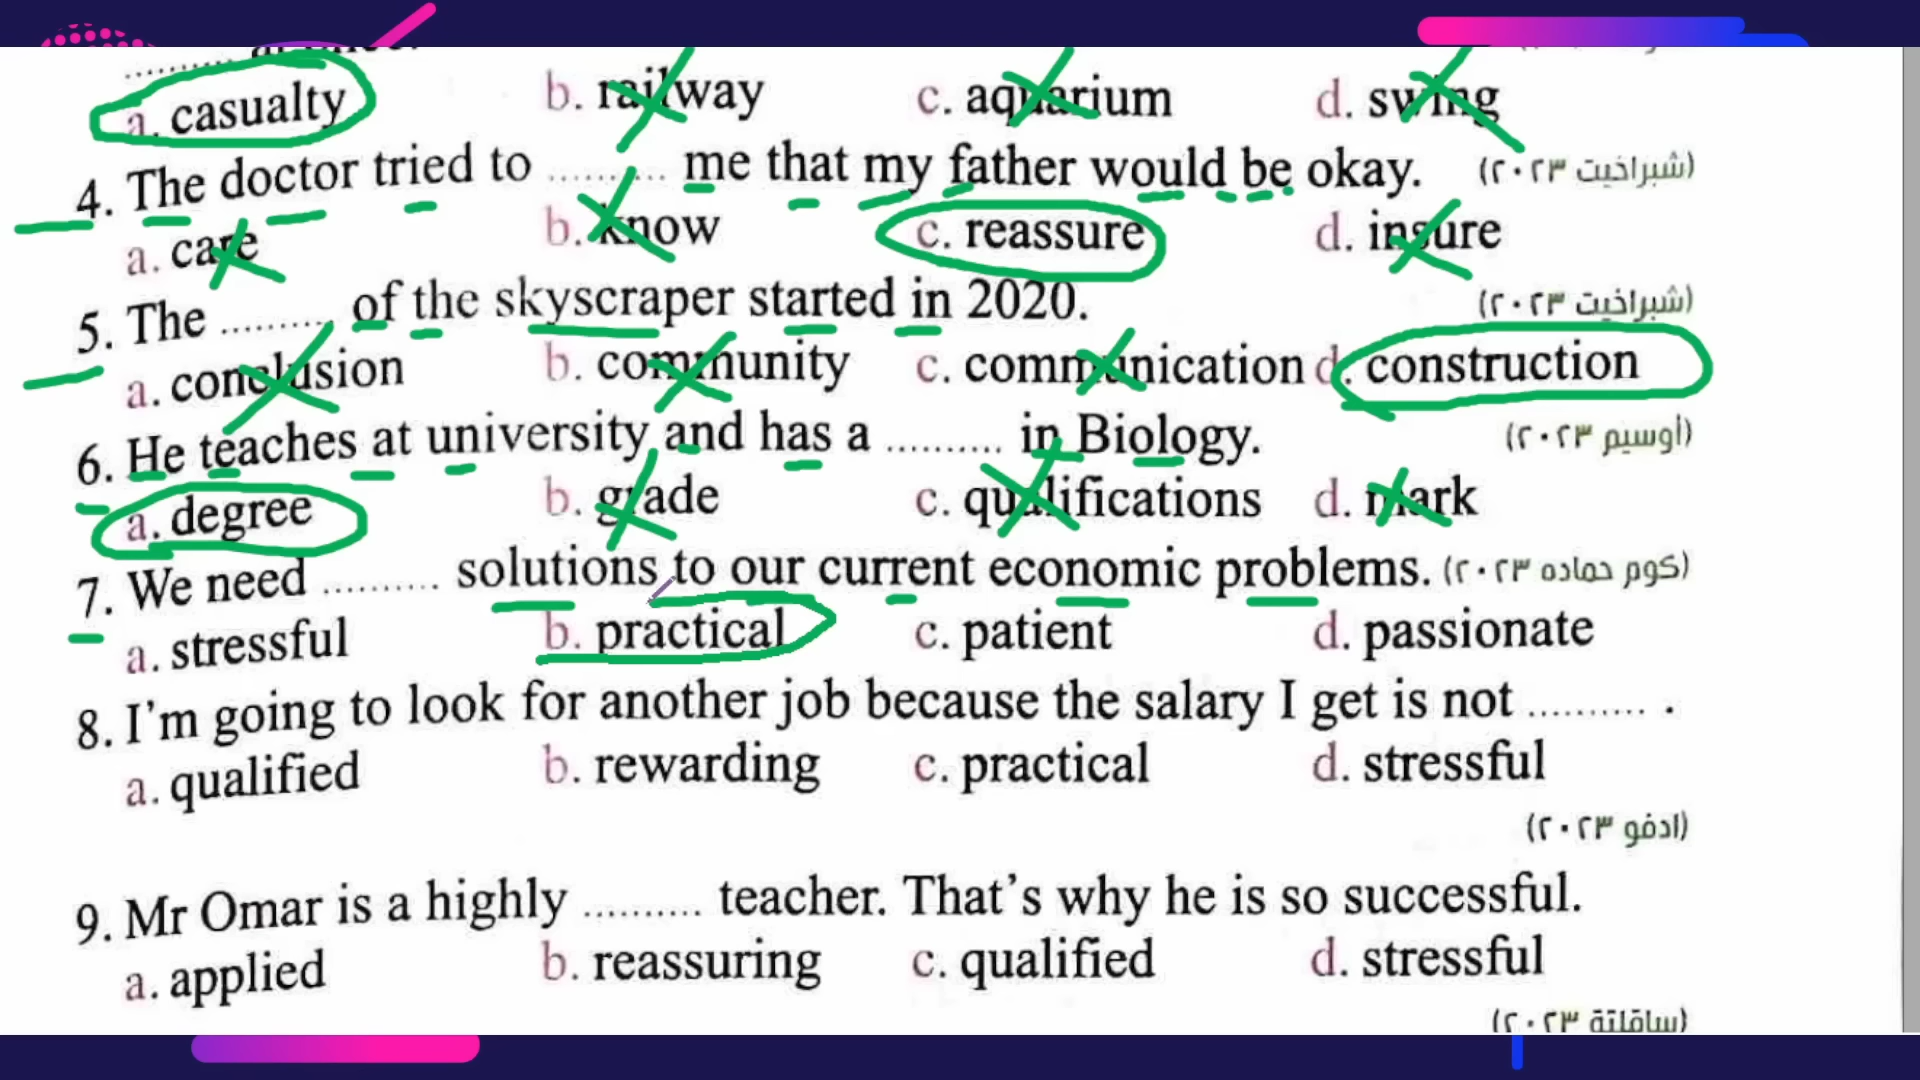 a. casualty b. railway c. aquarium d. swing
4. The doctor tried to .......... me that my father would be okay. (شبراخيت ٢٠٢٣)
a. care b. know c. reassure d. insure
5. The .......... of the skyscraper started in 2020. (شبراخيت ٢٠٢٣)
a. conclusion b. community c. communication d. construction
6. He teaches at university and has a .......... in Biology. (أوسيم ٢٠٢٣)
a. degree b. grade c. qualifications d. mark
7. We need .......... solutions to our current economic problems. (كوم حماده ٢٠٢٣)
a. stressful b. practical c. patient d. passionate
8. I'm going to look for another job because the salary I get is not .......... .
a. qualified b. rewarding c. practical d. stressful
(ادفو ٢٠٢٣)
9. Mr Omar is a highly .......... teacher. That's why he is so successful.
a. applied b. reassuring c. qualified d. stressful
(ساقلتة ٢٠٢٣)